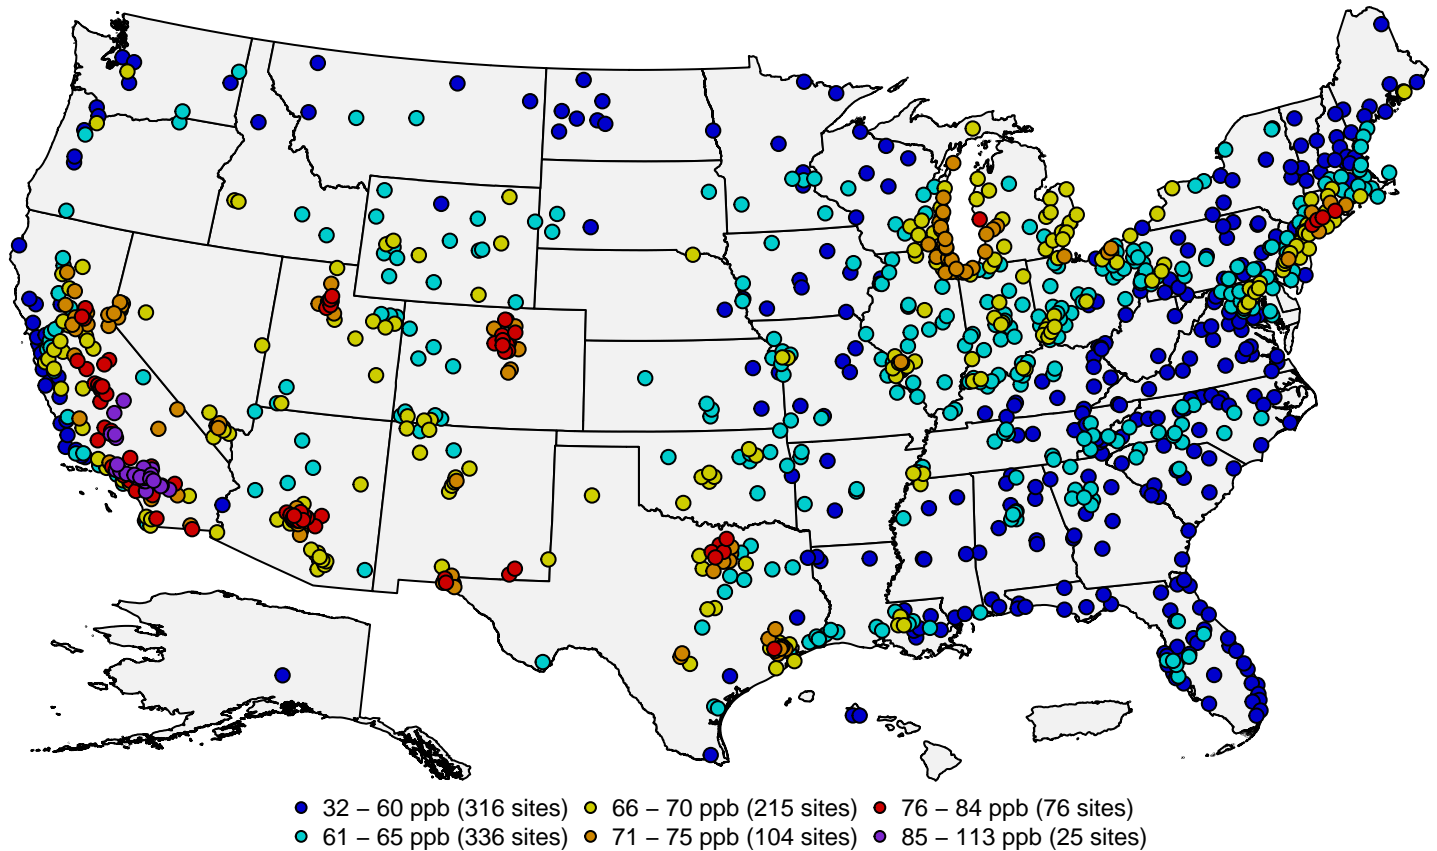 32 – 60 ppb (316 sites) 66 – 70 ppb (215 sites) 76 – 84 ppb (76 sites)
61 – 65 ppb (336 sites) 71 – 75 ppb (104 sites) 85 – 113 ppb (25 sites)